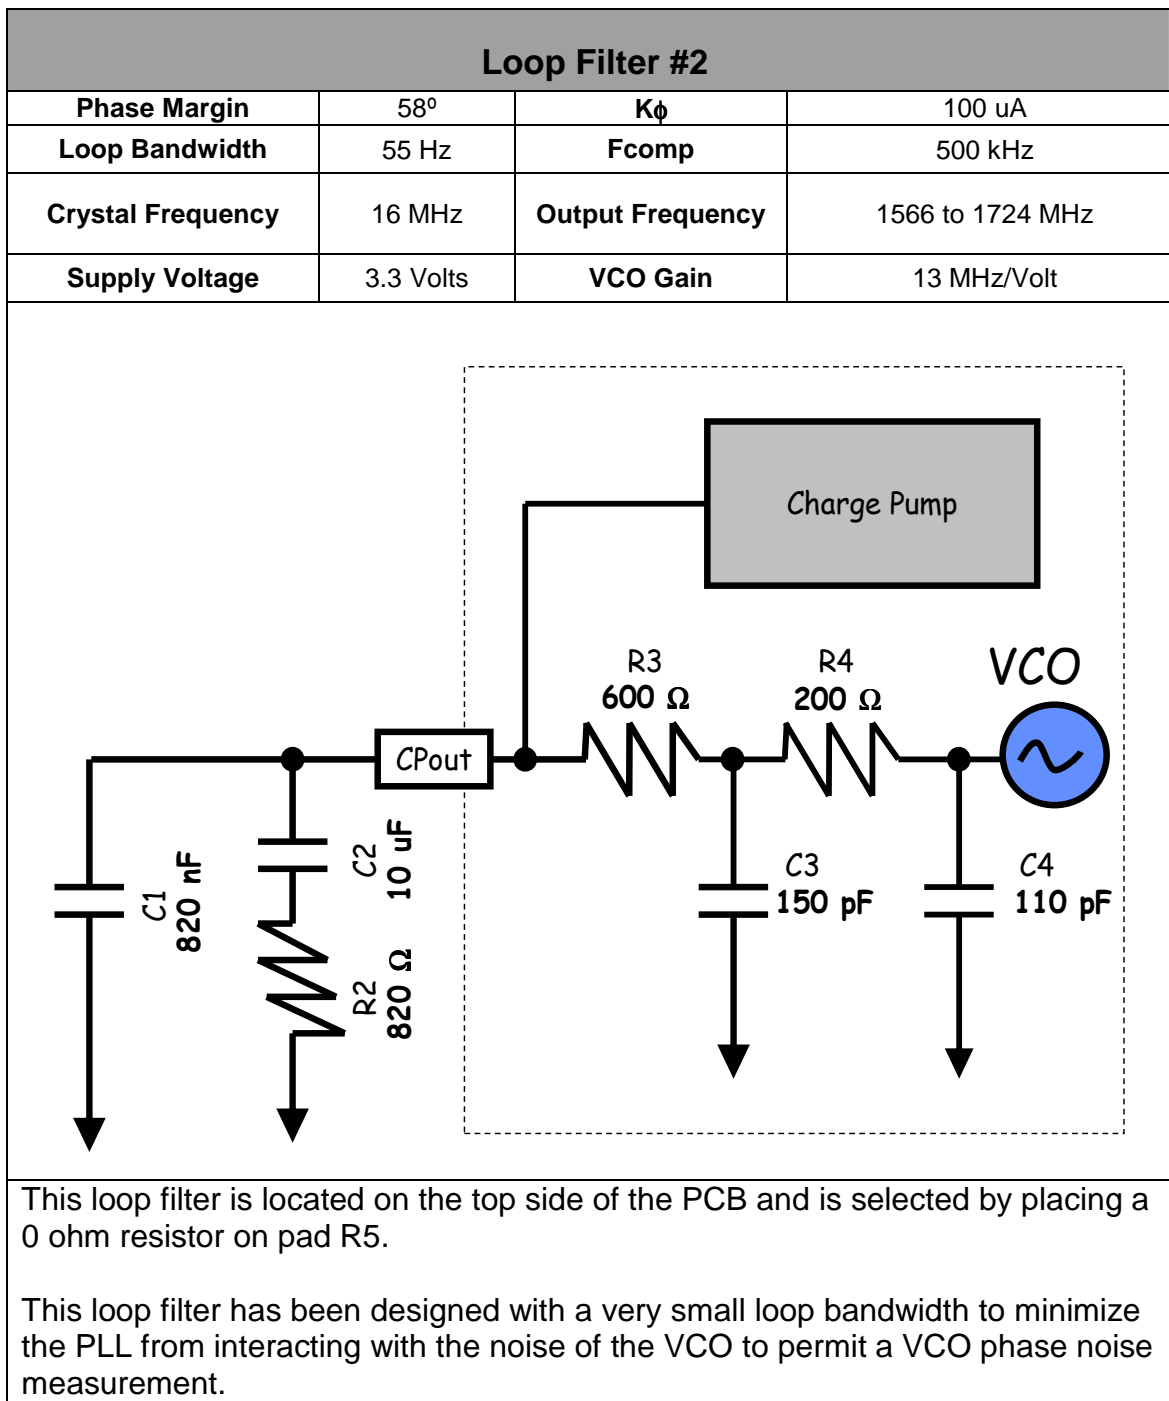 Loop Filter #2
Phase Margin 58º Kϕ 100 uA
Loop Bandwidth 55 Hz Fcomp 500 kHz
Crystal Frequency 16 MHz Output Frequency 1566 to 1724 MHz
Supply Voltage 3.3 Volts VCO Gain 13 MHz/Volt
Charge Pump
R3
600 Ω
R4
200 Ω
VCO
CPout
C1
820 nF
C2
10 uF
R2
820 Ω
C3
150 pF
C4
110 pF
This loop filter is located on the top side of the PCB and is selected by placing a
0 ohm resistor on pad R5.
This loop filter has been designed with a very small loop bandwidth to minimize
the PLL from interacting with the noise of the VCO to permit a VCO phase noise
measurement.